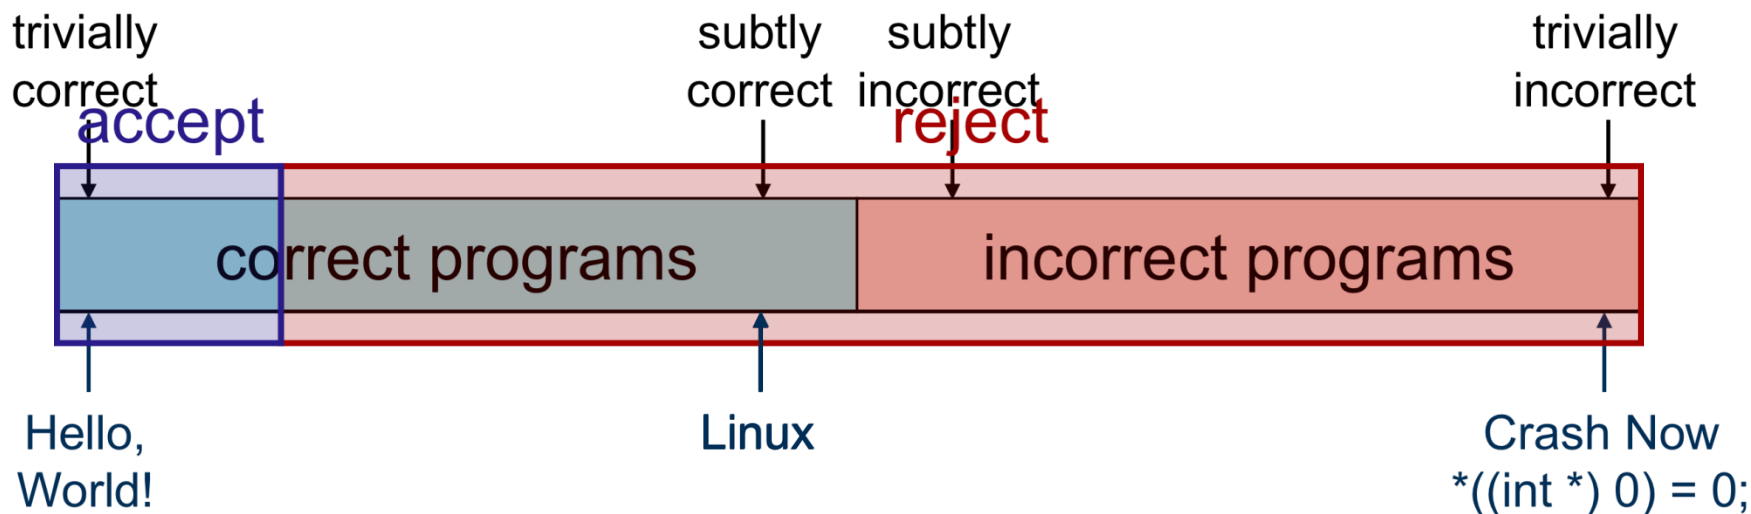 trivially
correct
subtly
correct
subtly
incorrect
trivially
incorrect
accept
reject
correct programs
incorrect programs
Hello,
World!
Linux
Crash Now
*((int *) 0) = 0;